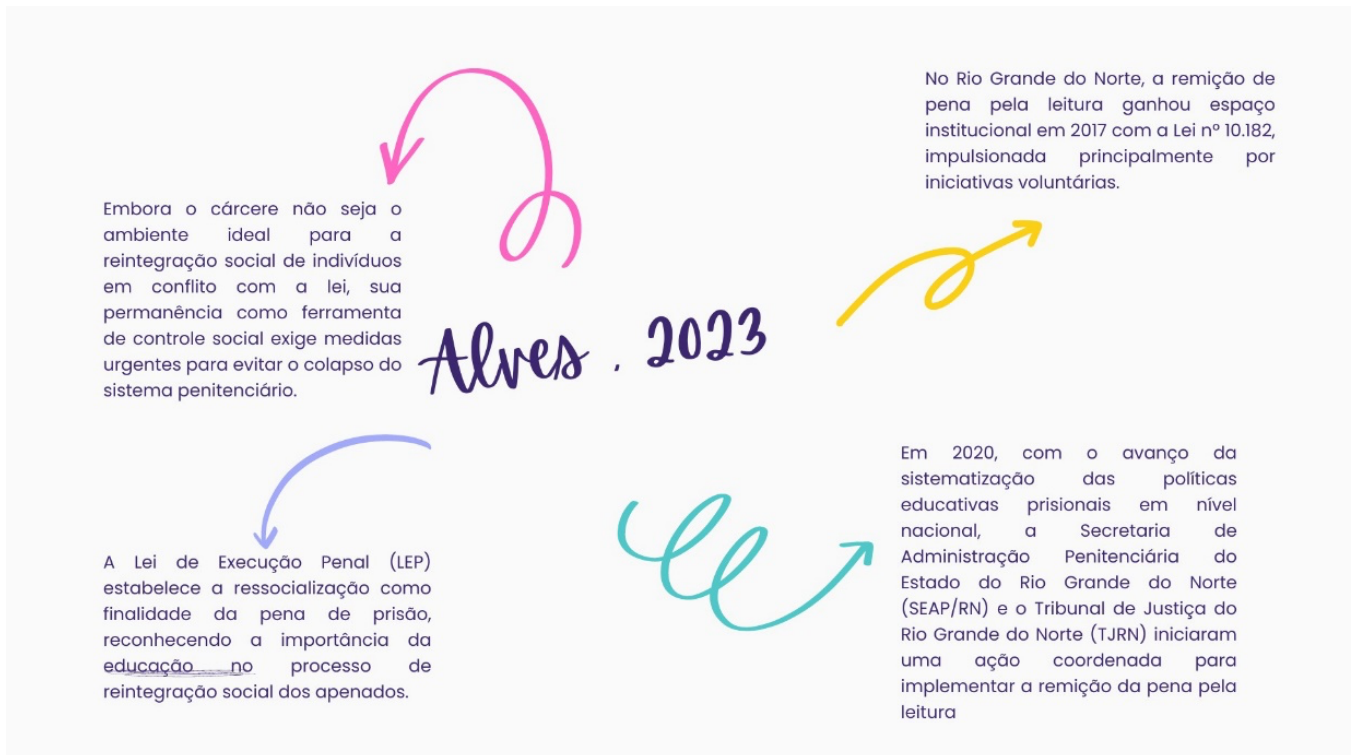 No Rio Grande do Norte, a remição de
pena pela leitura ganhou espaço
institucional em 2017 com a Lei nº 10.182,
impulsionada principalmente por
iniciativas voluntárias.
Embora o cárcere não seja o
ambiente ideal para a
reintegração social de indivíduos
em conflito com a lei, sua
permanência como ferramenta
de controle social exige medidas
urgentes para evitar o colapso do
sistema penitenciário.
Alves , 2023
A Lei de Execução Penal (LEP)
estabelece a ressocialização como
finalidade da pena de prisão,
reconhecendo a importância da
educação no processo de
reintegração social dos apenados.
Em 2020, com o avanço da
sistematização das políticas
educativas prisionais em nível
nacional, a Secretaria de
Administração Penitenciária do
Estado do Rio Grande do Norte
(SEAP/RN) e o Tribunal de Justiça do
Rio Grande do Norte (TJRN) iniciaram
uma ação coordenada para
implementar a remição da pena pela
leitura